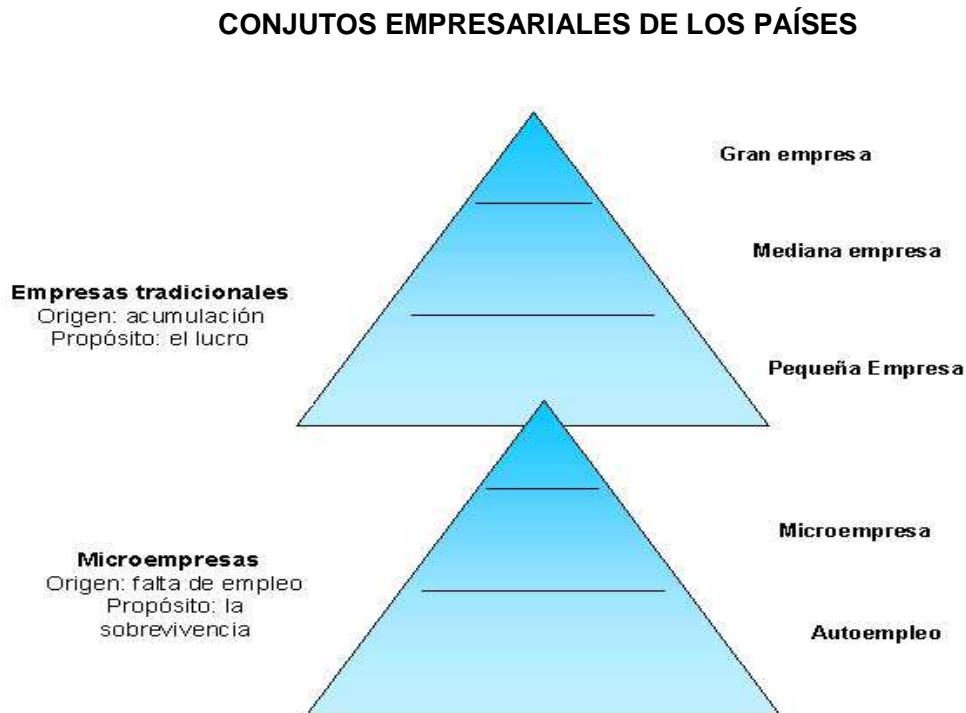 CONJUTOS EMPRESARIALES DE LOS PAÍSES
Gran empresa
Mediana empresa
Empresas tradicionales
Origen: acumulación
Propósito: el lucro
Pequeña Empresa
Microempresa
Microempresas
Origen: falta de empleo
Propósito: la
sobrevivencia
Autoempleo